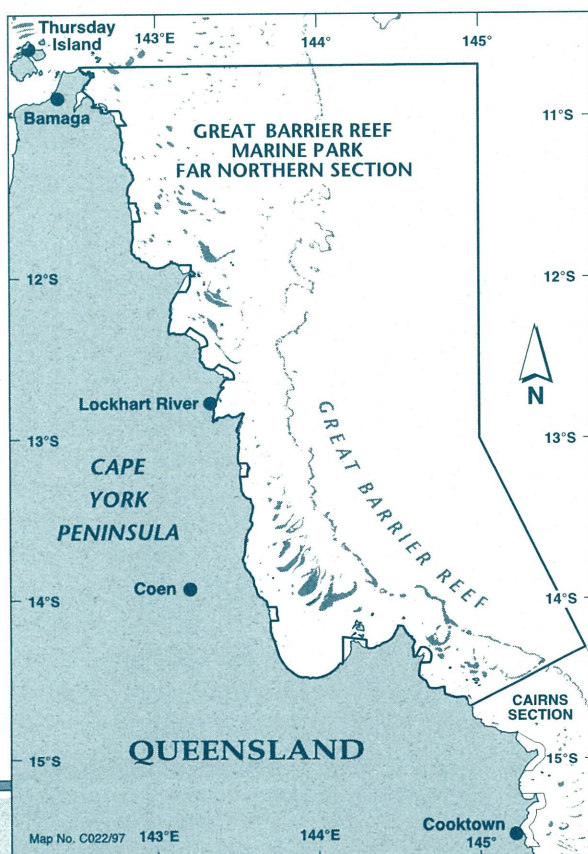 143°E
144°E
145°E
Thursday
Island
Bamaga
11°S
GREAT BARRIER REEF
MARINE PARK
FAR NORTHERN SECTION
12°S
12°S
N
Lockhart River
13°S
13°S
GREAT BARRIER REEF
CAPE
YORK
PENINSULA
Coen
14°S
14°S
CAIRNS
SECTION
QUEENSLAND
15°S
15°S
Cooktown
Map No. C022/97
143°E
144°E
145°